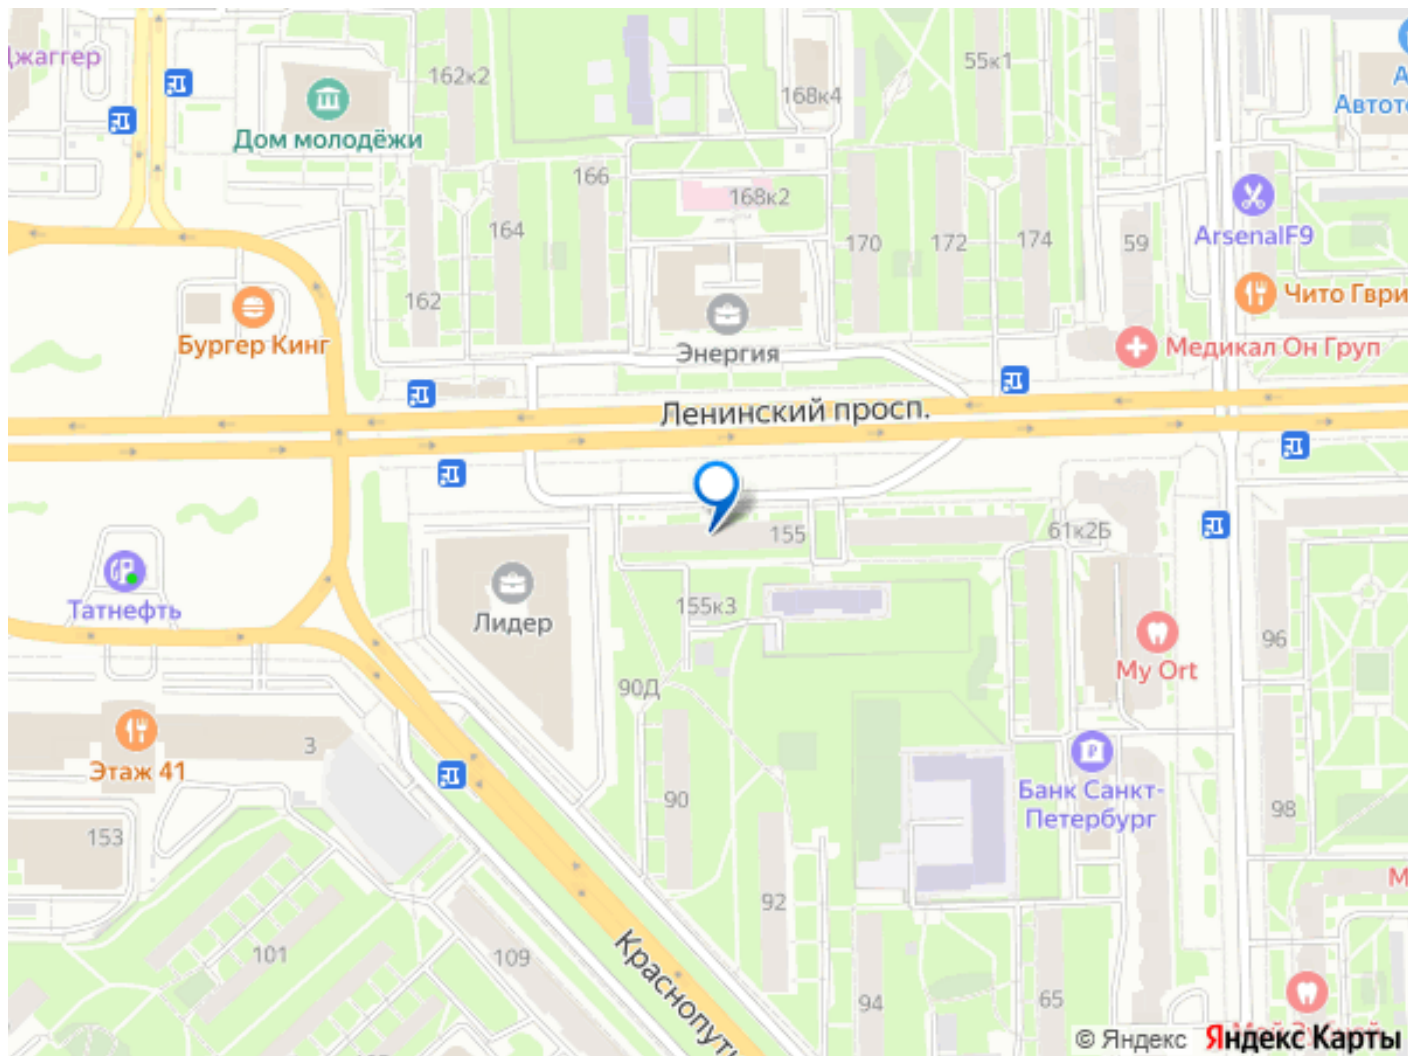 Джаггер
162к2
55к1
168к4
А
Автото
Дом молодёжи
166
168к2
164
170
172
174
59
ArsenalF9
162
Чито Гври
Бургер Кинг
Энергия
Медикал Он Груп
Ленинский просп.
155
61к2Б
Татнефть
155к3
Лидер
96
My Ort
90Д
3
Этаж 41
90
Банк Санкт-
Петербург
98
153
М
92
101
109
Краснопут
94
65
© Яндекс
Яндекс Карты